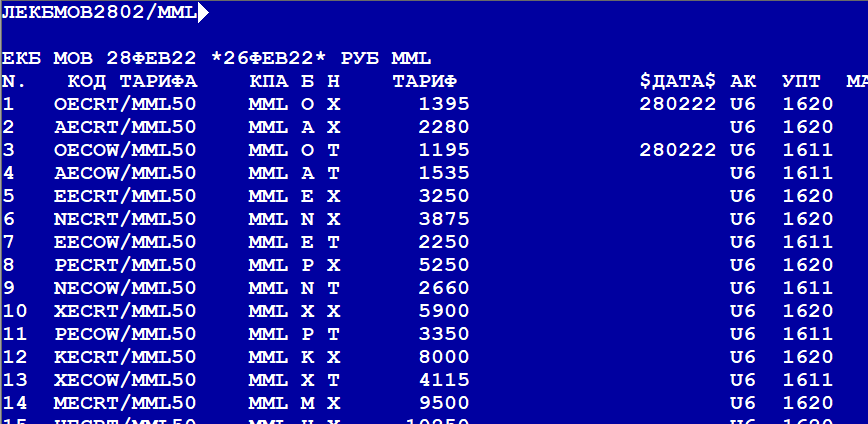 ЛЕКБМОВ2802/MML
ЕКБ МОВ 28ФЕВ22 *26ФЕВ22* РУБ MML
N. КОД ТАРИФА КПА Б Н ТАРИФ $ДАТА$ АК УПТ МА
1 OECRT/MML50 MML O X 1395 280222 U6 1620
2 AECRT/MML50 MML A X 2280 U6 1620
3 OECOW/MML50 MML O T 1195 280222 U6 1611
4 AECOW/MML50 MML A T 1535 U6 1611
5 EECRT/MML50 MML E X 3250 U6 1620
6 NECRT/MML50 MML N X 3875 U6 1620
7 EECOW/MML50 MML E T 2250 U6 1611
8 PECRT/MML50 MML P X 5250 U6 1620
9 NECOW/MML50 MML N T 2660 U6 1611
10 XECRT/MML50 MML X X 5900 U6 1620
11 PECOW/MML50 MML P T 3350 U6 1611
12 KECRT/MML50 MML K X 8000 U6 1620
13 XECOW/MML50 MML X T 4115 U6 1611
14 MECRT/MML50 MML M X 9500 U6 1620